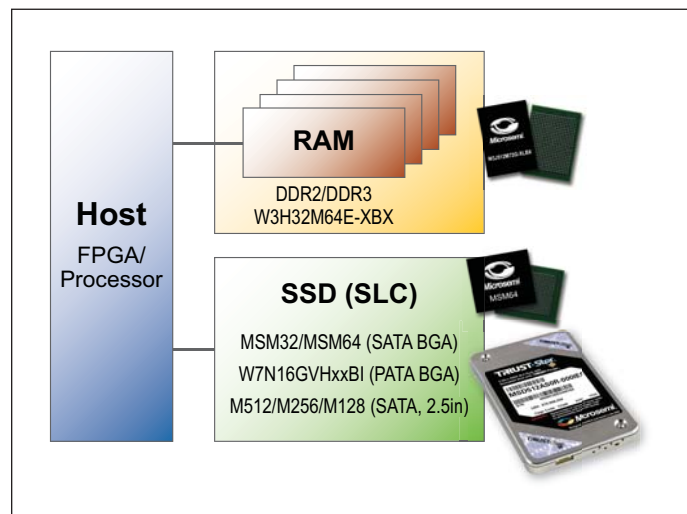 Host
FPGA/
Processor
RAM
DDR2/DDR3
W3H32M64E-XBX
Microsemi
SSD (SLC)
MSM32/MSM64 (SATA BGA)
W7N16GVHxxBI (PATA BGA)
M512/M256/M128 (SATA, 2.5in)
Microsemi
MSM64
TRUST-Stor
Microsemi